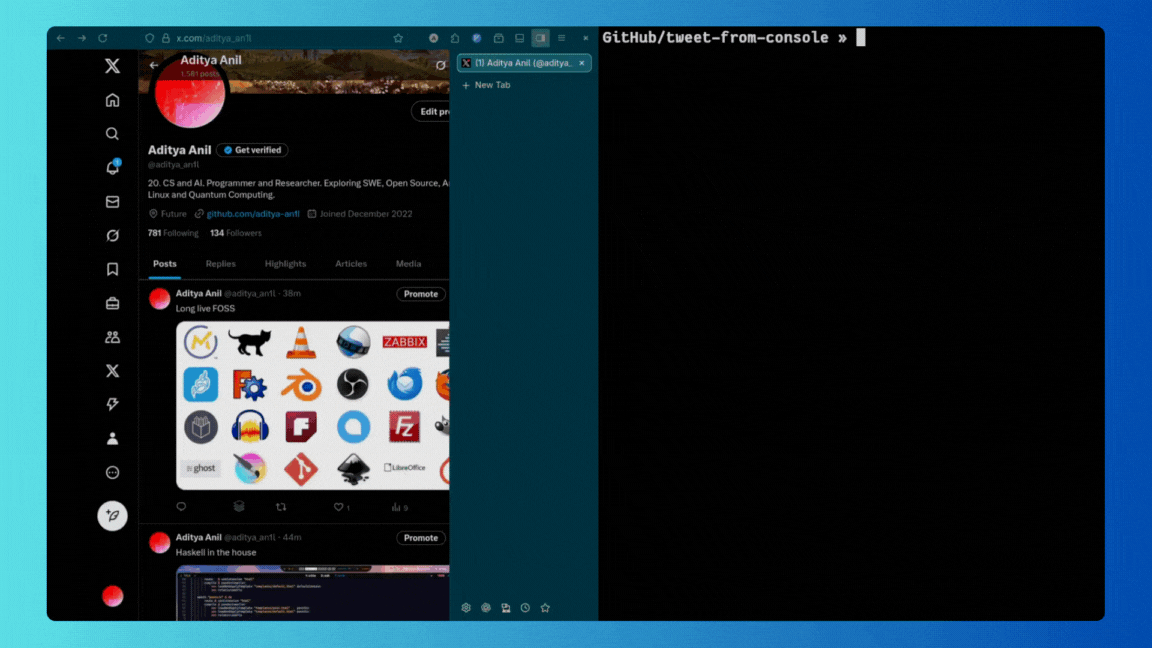 x.com/aditya_an1l
Aditya Anil
1,581 posts
Edit pr
Aditya Anil
Get verified
@aditya_an1l
20. CS and AI. Programmer and Researcher. Exploring SWE, Open Source, A
Linux and Quantum Computing.
Future github.com/aditya-an1l Joined December 2022
781 Following 134 Followers
Posts Replies Highlights Articles Media
Aditya Anil @aditya_an1l · 38m
Promote
Long live FOSS
ZABBIX
Fz
ghost
LibreOffice
1
Aditya Anil @aditya_an1l · 44m
Promote
Haskell in the house
(1) Aditya Anil (@aditya_
New Tab
GitHub/tweet-from-console »